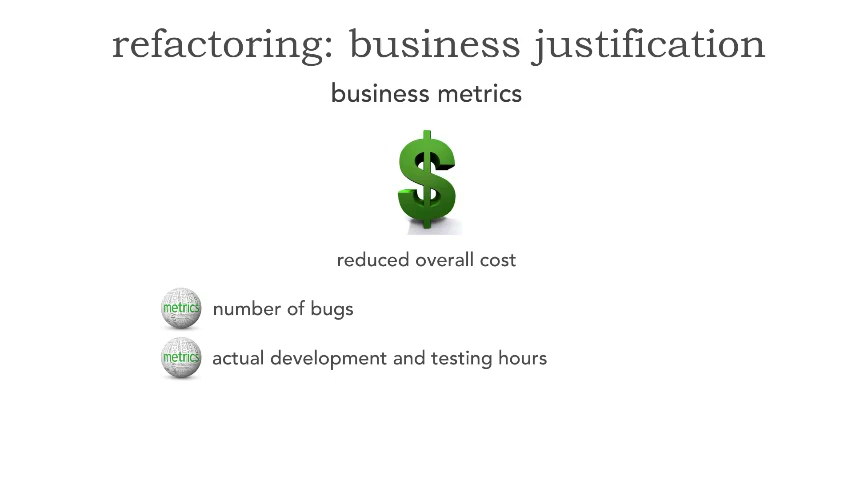 refactoring: business justification
business metrics
$
reduced overall cost
metrics number of bugs
metrics actual development and testing hours